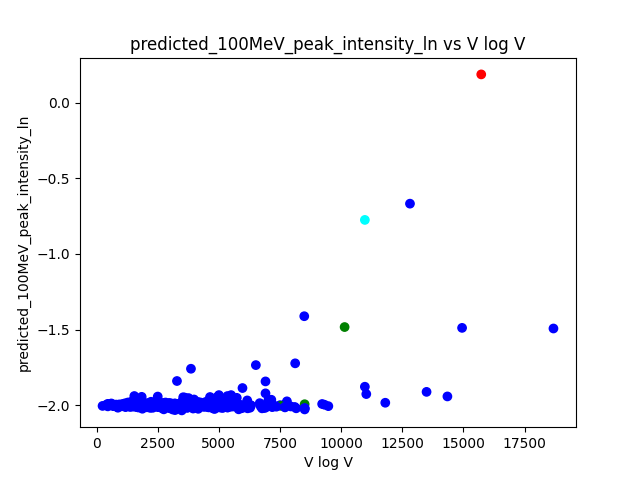 predicted_100MeV_peak_intensity_ln vs V log V
predicted_100MeV_peak_intensity_ln
0.0
−0.5
−1.0
−1.5
−2.0
0 2500 5000 7500 10000 12500 15000 17500
V log V